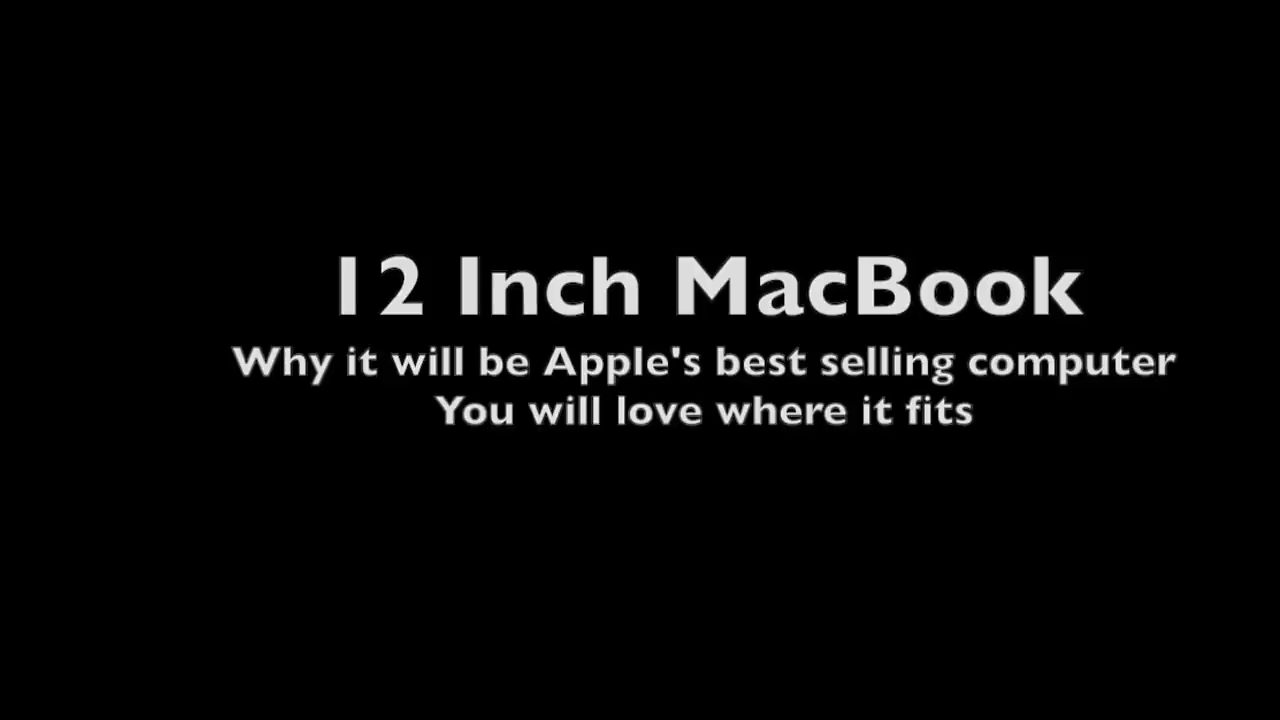 12 Inch MacBook
Why it will be Apple's best selling computer
You will love where it fits